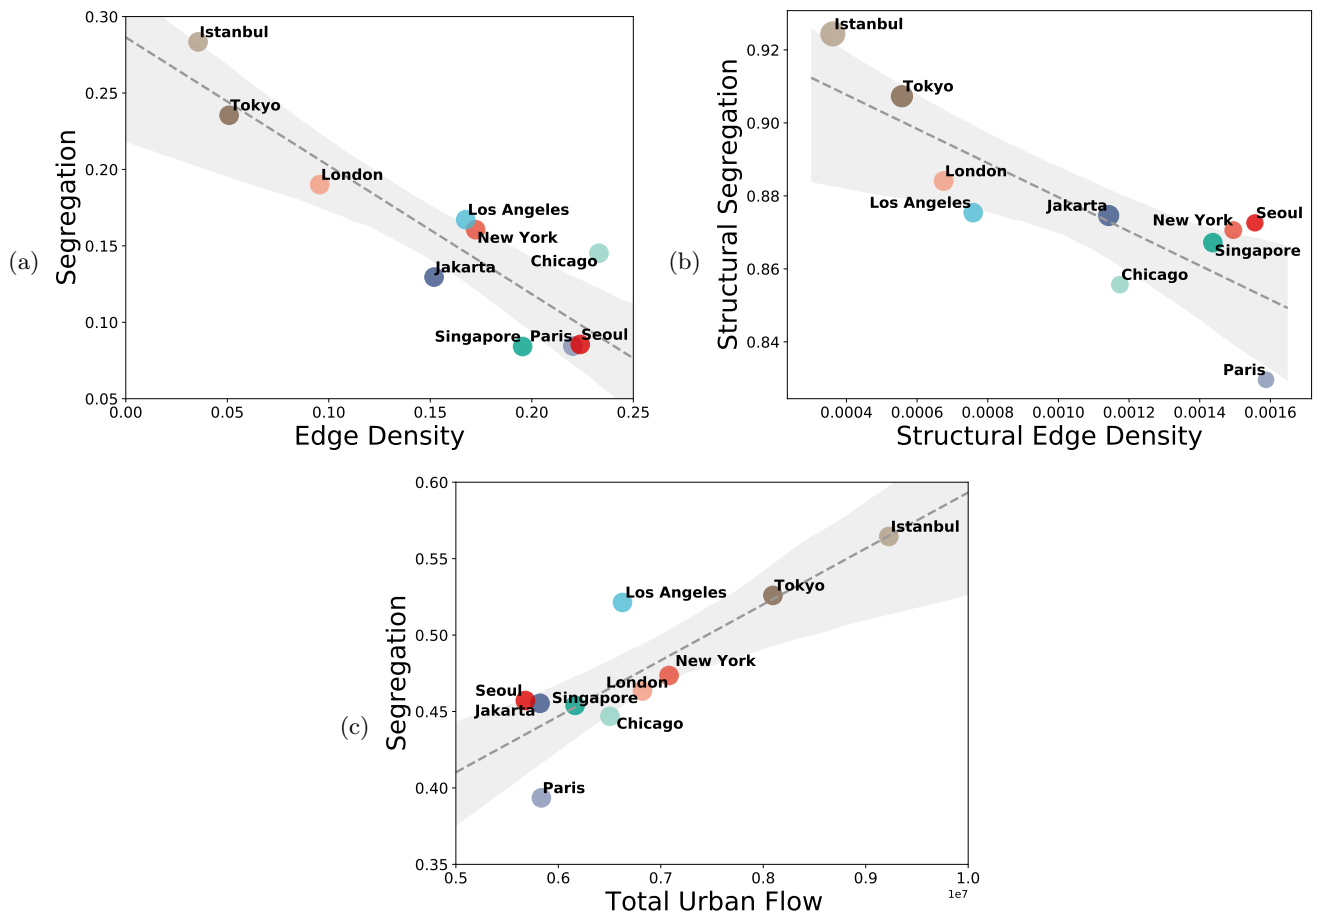 (a)
Segregation
0.30
0.25
0.20
0.15
0.10
0.05
Istanbul
Tokyo
London
Los Angeles
New York
Chicago
Jakarta
Singapore
Paris
Seoul
0.00 0.05 0.10 0.15 0.20 0.25
Edge Density
(b)
Structural Segregation
0.92
0.90
0.88
0.86
0.84
Istanbul
Tokyo
London
Los Angeles
Jakarta
New York
Seoul
Singapore
Chicago
Paris
0.0004 0.0006 0.0008 0.0010 0.0012 0.0014 0.0016
Structural Edge Density
(c)
Segregation
0.60
0.55
0.50
0.45
0.40
0.35
Istanbul
Los Angeles
Tokyo
New York
London
Seoul
Singapore
Jakarta
Chicago
Paris
0.5 0.6 0.7 0.8 0.9 1.0
1e7
Total Urban Flow